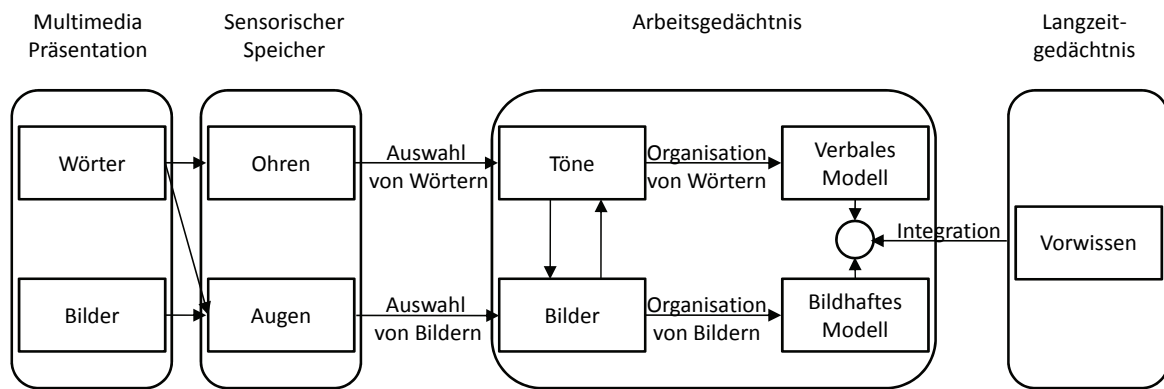 Multimedia
Präsentation
Sensorischer
Speicher
Arbeitsgedächtnis
Langzeit-
gedächtnis
Wörter
Ohren
Auswahl
von Wörtern
Töne
Organisation
von Wörtern
Verbales
Modell
Integration
Vorwissen
Bilder
Augen
Auswahl
von Bildern
Bilder
Organisation
von Bildern
Bildhaftes
Modell